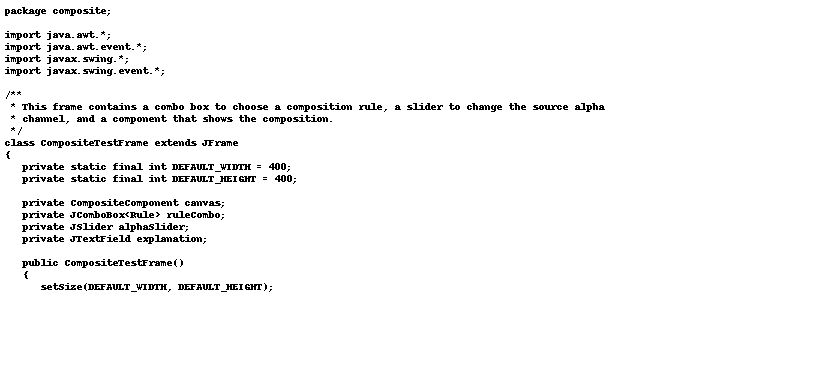 package composite;

import java.awt.*;
import java.awt.event.*;
import javax.swing.*;
import javax.swing.event.*;

/**
 * This frame contains a combo box to choose a composition rule, a slider to change the source alpha
 * channel, and a component that shows the composition.
 */
class CompositeTestFrame extends JFrame
{
   private static final int DEFAULT_WIDTH = 400;
   private static final int DEFAULT_HEIGHT = 400;

   private CompositeComponent canvas;
   private JComboBox<Rule> ruleCombo;
   private JSlider alphaSlider;
   private JTextField explanation;

   public CompositeTestFrame()
   {
      setSize(DEFAULT_WIDTH, DEFAULT_HEIGHT);